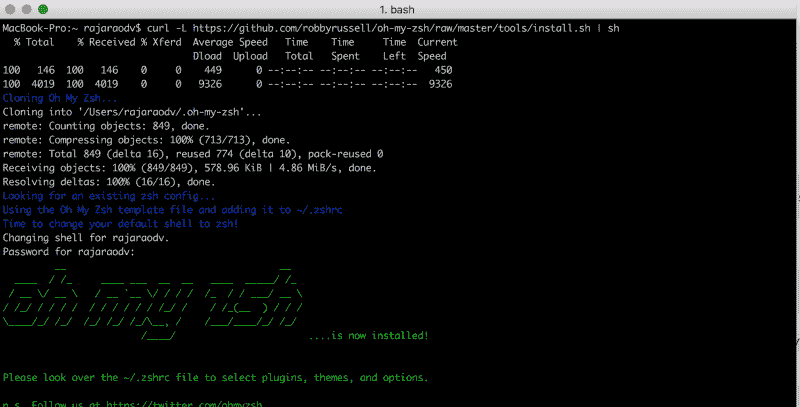 1. bash
MacBook-Pro:~ rajaraodv$ curl -L https://github.com/robbyrussell/oh-my-zsh/raw/master/tools/install.sh | sh
% Total % Received % Xferd Average Speed Time Time Time Current
Dload Upload Total Spent Left Speed
100 146 100 146 0 0 449 0 --:--:-- --:--:-- --:--:-- 450
100 4019 100 4019 0 0 9326 0 --:--:-- --:--:-- --:--:-- 9326
Cloning Oh My Zsh...
Cloning into '/Users/rajaraodv/.oh-my-zsh'...
remote: Counting objects: 849, done.
remote: Compressing objects: 100% (713/713), done.
remote: Total 849 (delta 16), reused 774 (delta 10), pack-reused 0
Receiving objects: 100% (849/849), 578.96 KiB | 4.86 MiB/s, done.
Resolving deltas: 100% (16/16), done.
Looking for an existing zsh config...
Using the Oh My Zsh template file and adding it to ~/.zshrc
Time to change your default shell to zsh!
Changing shell for rajaraodv.
Password for rajaraodv:
oh my zsh
....is now installed!
Please look over the ~/.zshrc file to select plugins, themes, and options.
p.s. Follow us at https://twitter.com/ohmyzsh